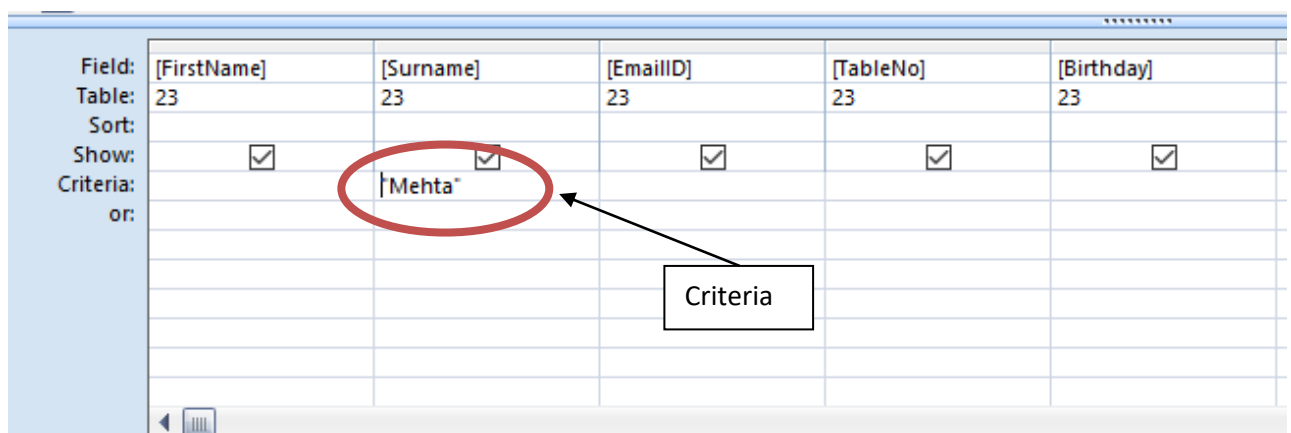 Field: [FirstName] [Surname] [EmailID] [TableNo] [Birthday]
Table: 23 23 23 23 23
Sort:
Show:
Criteria: "Mehta"
or:
Criteria